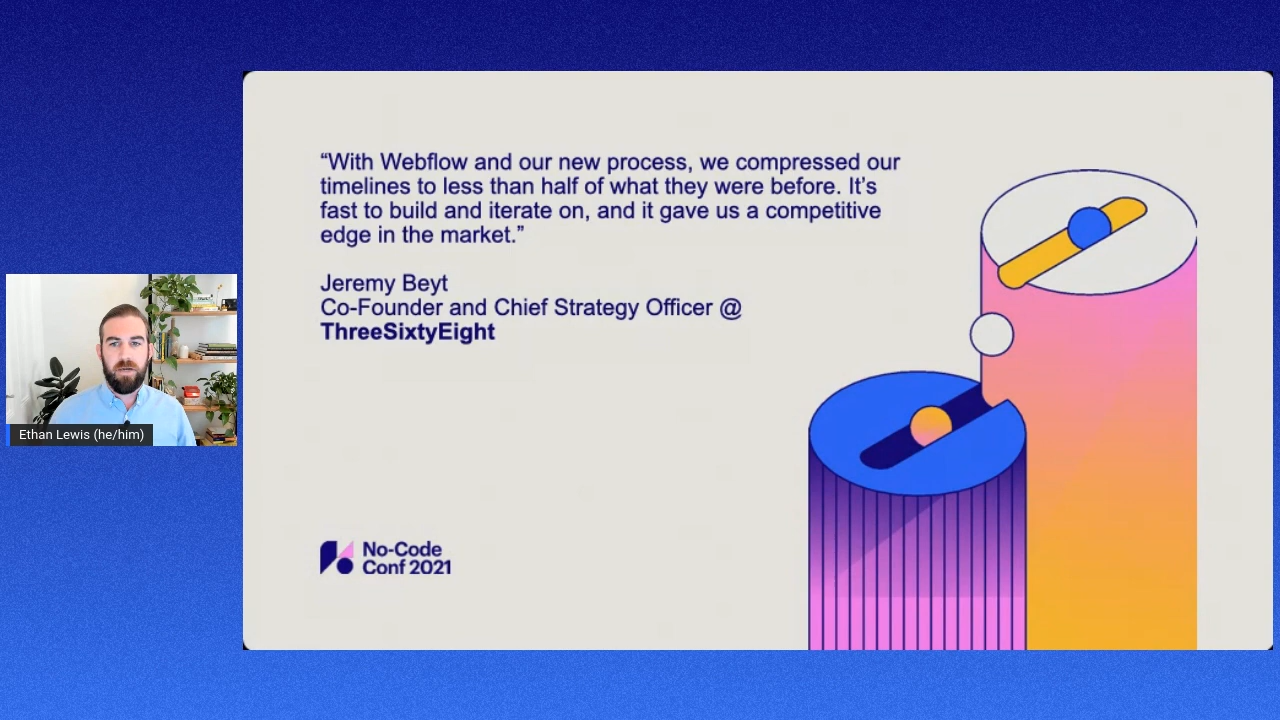 “With Webflow and our new process, we compressed our
timelines to less than half of what they were before. It’s
fast to build and iterate on, and it gave us a competitive
edge in the market.”
Jeremy Beyt
Co-Founder and Chief Strategy Officer @
ThreeSixtyEight
Ethan Lewis (he/him)
No-Code
Conf 2021